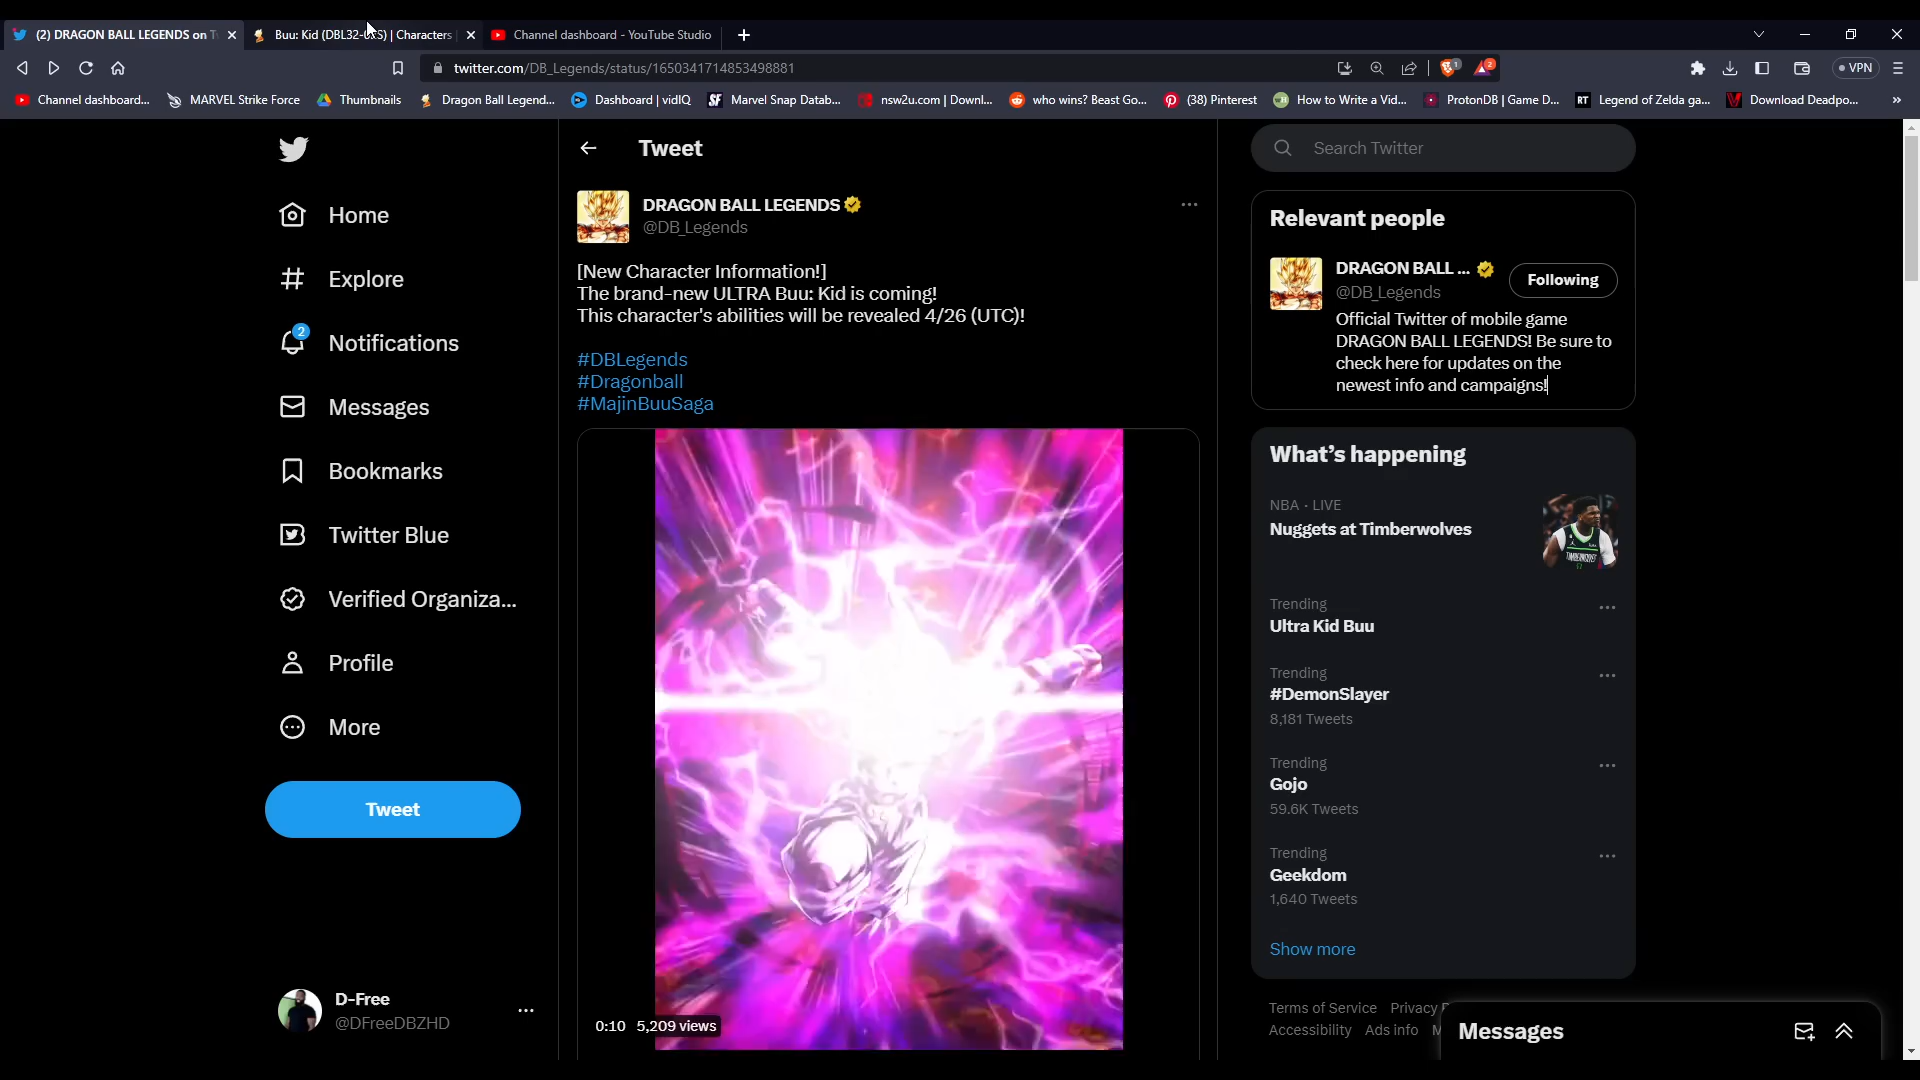 (2) DRAGON BALL LEGENDS on T
Buu: Kid (DBL32-
S) | Characters
Channel dashboard - YouTube Studio
twitter.com/DB_Legends/status/1650341714853498881
1
2
VPN
Channel dashboard...
MARVEL Strike Force
Thumbnails
Dragon Ball Legend...
Dashboard | vidIQ
SF
Marvel Snap Datab...
nsw2u.com | Downl...
who wins? Beast Go...
(38) Pinterest
How to Write a Vid...
ProtonDB | Game D...
RT
Legend of Zelda ga...
Download Deadpo...
Home
Explore
2
Notifications
Messages
Bookmarks
Twitter Blue
Verified Organiza...
Profile
More
Tweet
D-Free
@DFreeDBZHD
Tweet
DRAGON BALL LEGENDS
@DB_Legends
[New Character Information!]
The brand-new ULTRA Buu: Kid is coming!
This character's abilities will be revealed 4/26 (UTC)!
#DBLegends
#Dragonball
#MajinBuuSaga
0:10 5,209 views
Search Twitter
Relevant people
DRAGON BALL ...
@DB_Legends
Following
Official Twitter of mobile game
DRAGON BALL LEGENDS! Be sure to
check here for updates on the
newest info and campaigns!
What's happening
NBA · LIVE
Nuggets at Timberwolves
Trending
Ultra Kid Buu
Trending
#DemonSlayer
8,181 Tweets
Trending
Gojo
59.6K Tweets
Trending
Geekdom
1,640 Tweets
Show more
Terms of Service Privacy
Accessibility Ads info
Messages